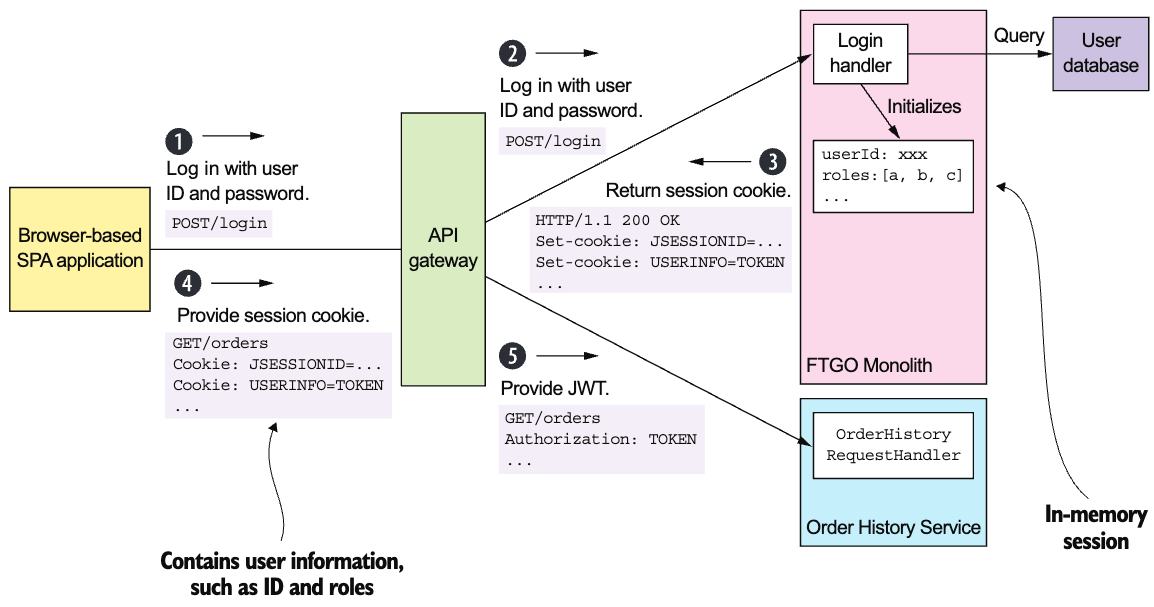 1
Log in with user
ID and password.
POST/login
Browser-based
SPA application
4
Provide session cookie.
GET/orders
Cookie: JSESSIONID=...
Cookie: USERINFO=TOKEN
...
Contains user information,
such as ID and roles
API
gateway
2
Log in with user
ID and password.
POST/login
3
Return session cookie.
HTTP/1.1 200 OK
Set-cookie: JSESSIONID=...
Set-cookie: USERINFO=TOKEN
...
5
Provide JWT.
GET/orders
Authorization: TOKEN
...
Login
handler
Query
User
database
Initializes
userId: xxx
roles:[a, b, c]
...
FTGO Monolith
OrderHistory
RequestHandler
Order History Service
In-memory
session